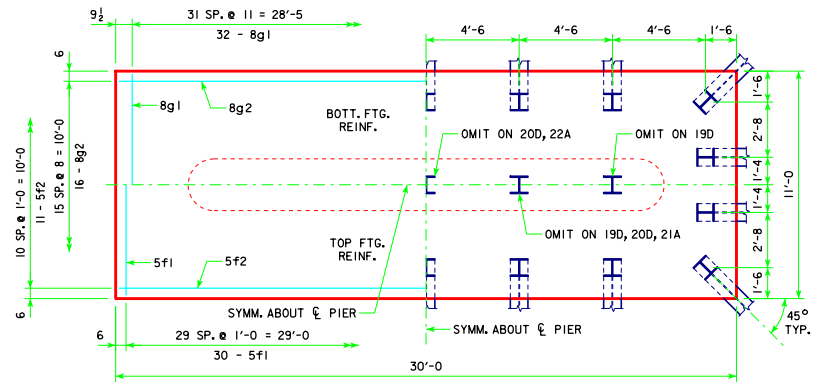 9½
31 SP. @ 11 = 28'-5
32 - 8g1
4'-6
4'-6
4'-6
1'-6
6
8g1
8g2
BOTT. FTG.
REINF.
OMIT ON 20D, 22A
OMIT ON 19D
1'-6
2'-8
1'-4
1'-4
2'-8
1'-6
11'-0
10 SP. @ 1'-0 = 10'-0
11 - 5f2
15 SP. @ 8 = 10'-0
16 - 8g2
OMIT ON 19D, 20D, 21A
TOP FTG.
REINF.
5f1
5f2
6
SYMM. ABOUT ℄ PIER
SYMM. ABOUT ℄ PIER
45°
TYP.
6
29 SP. @ 1'-0 = 29'-0
30 - 5f1
30'-0